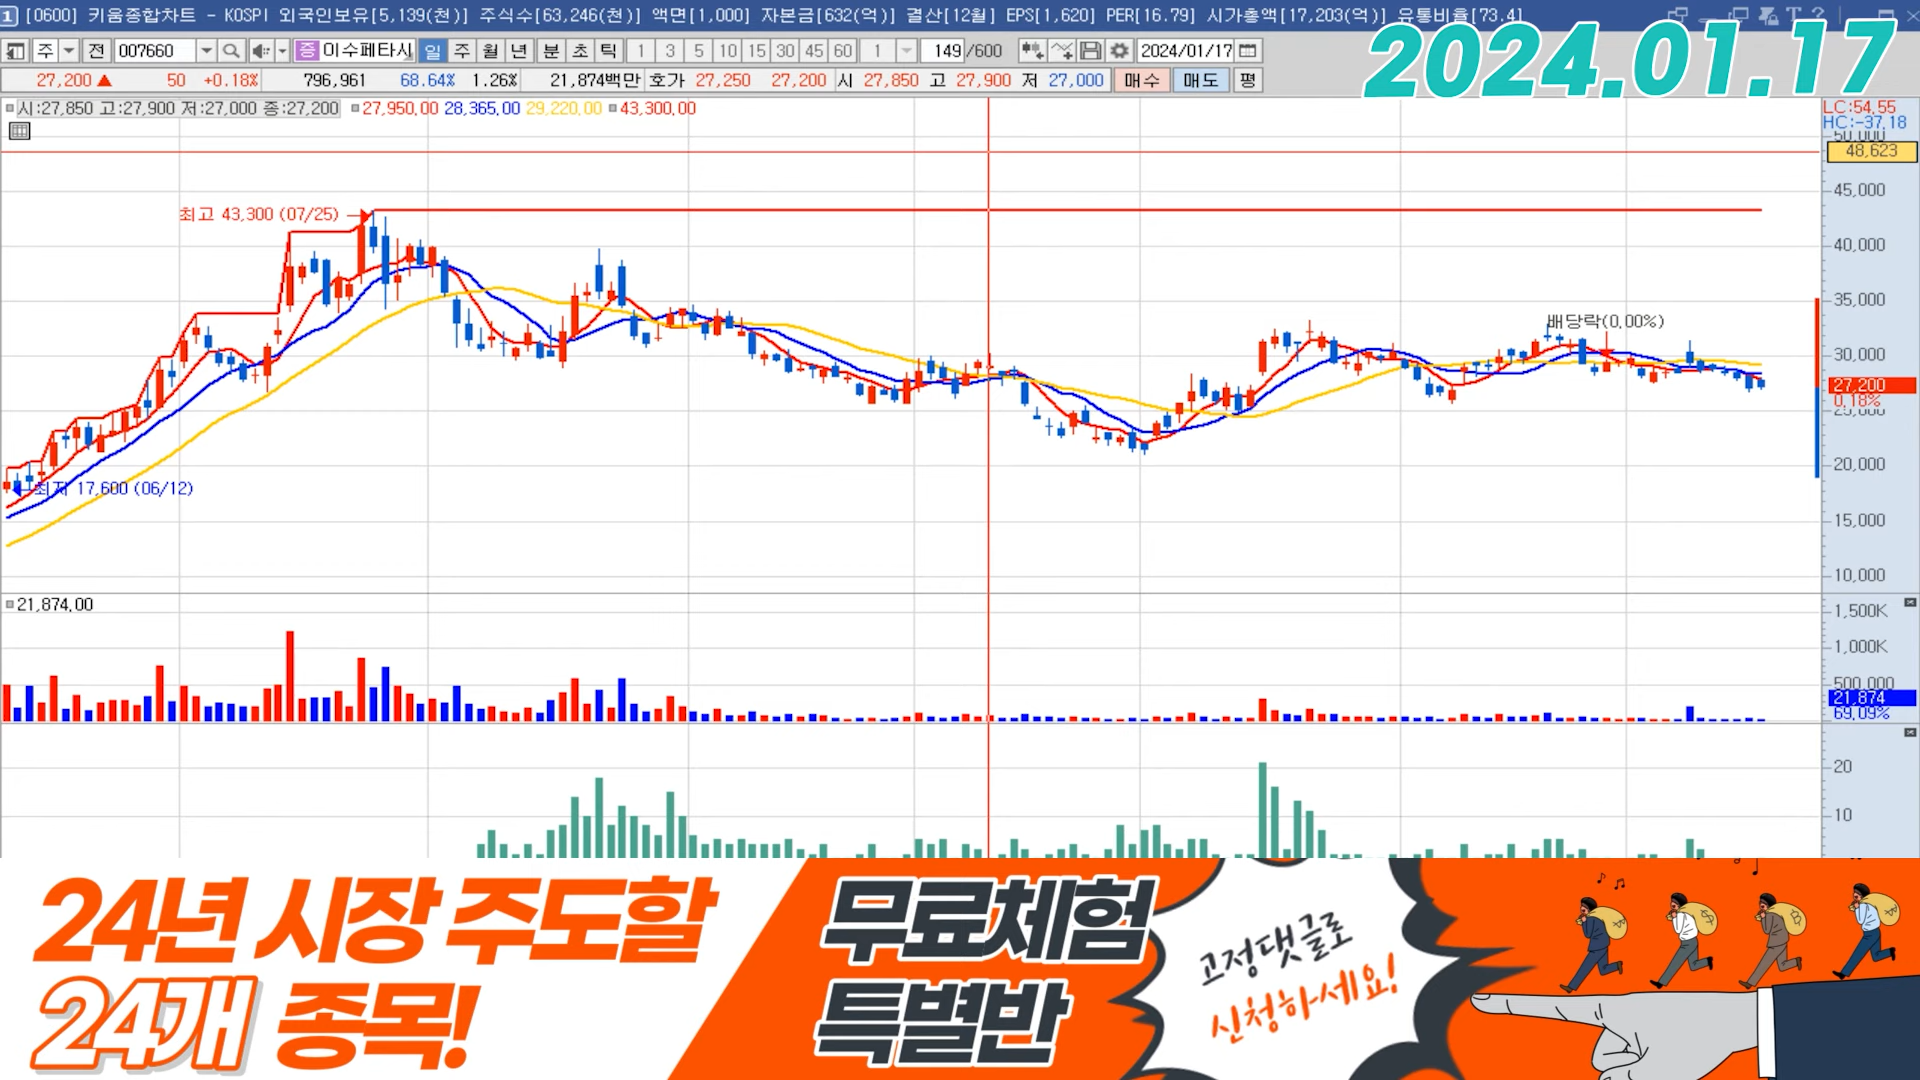 1 [0600] 키움종합차트 - KOSPI 외국인보유[5,139(천)] 주식수[63,246(천)] 액면[1,000] 자본금[632(억)] 결산[12월] EPS[1,620] PER[16.79] 시가총액[17,203(억)] 유통비율[73.4]
2024.01.17
주 전 007660 증 이수페타시 일 주 월 년 분 초 틱 1 3 5 10 15 30 45 60 1 149 /600 2024/01/17
27,200 ▲ 50 +0.18% 796,961 68.64% 1.26% 21,874백만 호가 27,250 27,200 시 27,850 고 27,900 저 27,000 매수 매도 평
시:27,850 고:27,900 저:27,000 종:27,200 27,950.00 28,365.00 29,220.00 43,300.00
LC:54.55
HC:-37.18
50,000
48,623
45,000
최고 43,300 (07/25)
40,000
35,000
배당락(0.00%)
30,000
27,200
0.18%
25,000
20,000
최저 17,600 (06/12)
15,000
10,000
21,874.00
1,500K
1,000K
500,000
21,874
69.09%
20
10
24년 시장 주도할
24개 종목!
무료체험
특별반
고정댓글로
신청하세요!